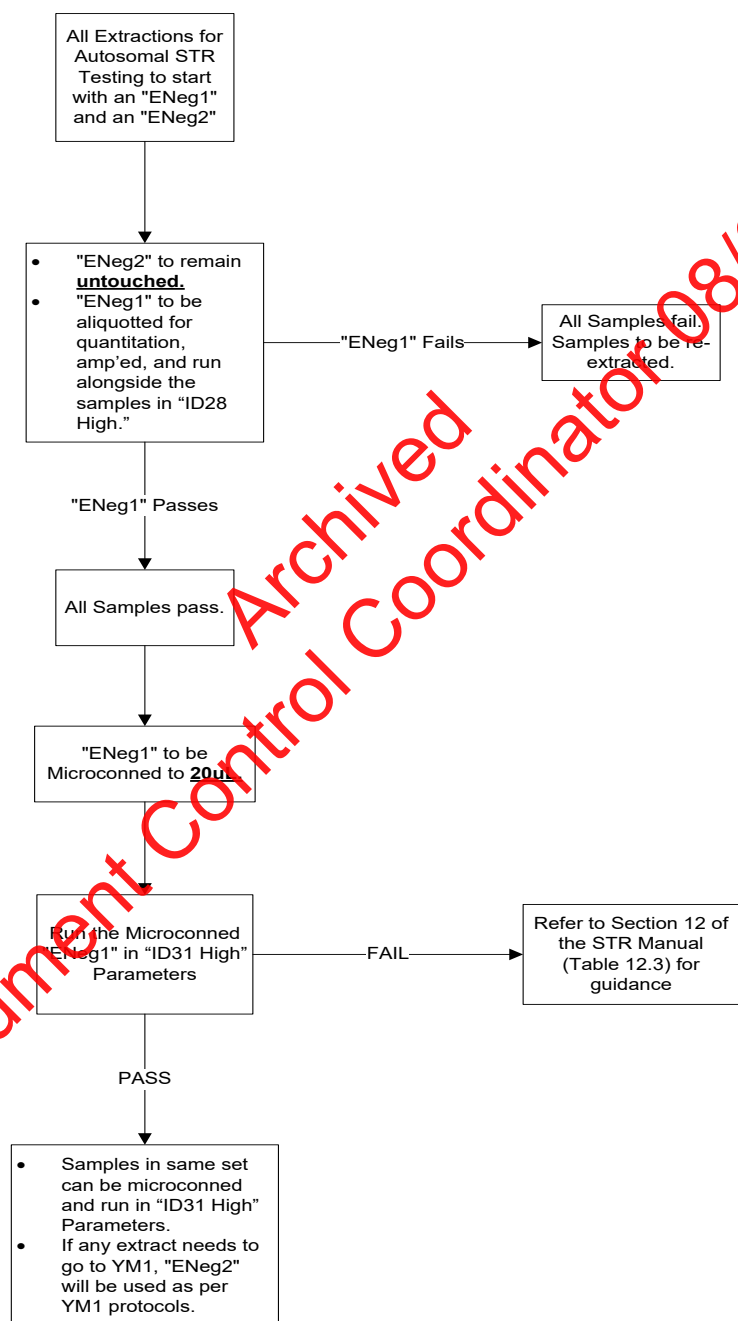 All Extractions for
Autosomal STR
Testing to start
with an "ENeg1"
and an "ENeg2"
• "ENeg2" to remain
untouched.
• "ENeg1" to be
aliquotted for
quantitation,
amp'ed, and run
alongside the
samples in “ID28
High.”
"ENeg1" Fails
All Samples fail.
Samples to be re-
extracted.
"ENeg1" Passes
All Samples pass.
"ENeg1" to be
Microconned to 20uL.
Run the Microconned
"ENeg1" in “ID31 High”
Parameters
FAIL
Refer to Section 12 of
the STR Manual
(Table 12.3) for
guidance
PASS
• Samples in same set
can be microconned
and run in “ID31 High”
Parameters.
• If any extract needs to
go to YM1, "ENeg2"
will be used as per
YM1 protocols.
Archived
Control Coordinator